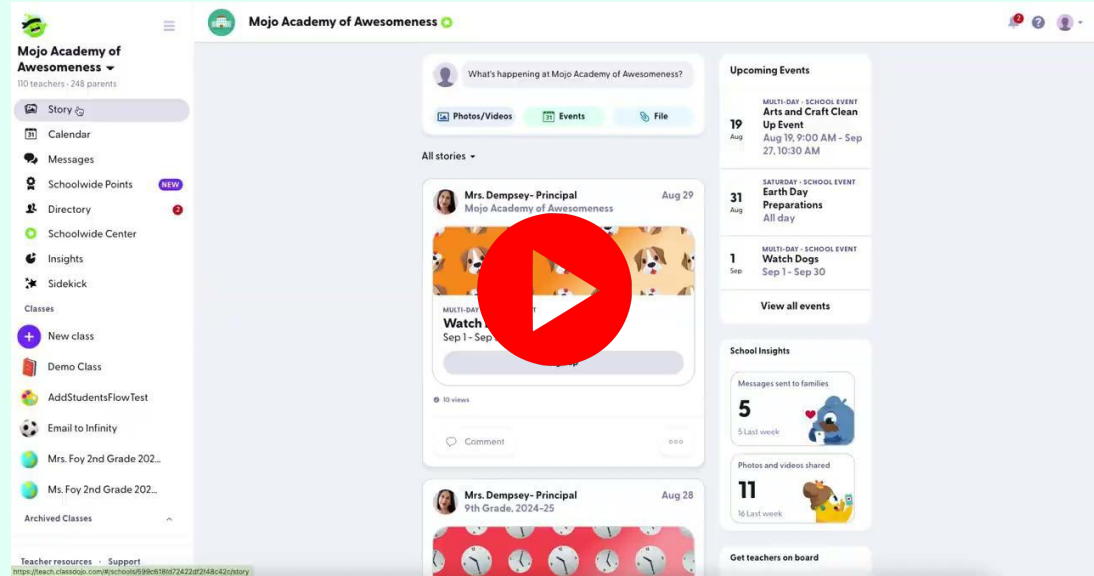 Mojo Academy of
Awesomeness
110 teachers · 248 parents
Story
Calendar
Messages
Schoolwide Points NEW
Directory 2
Schoolwide Center
Insights
Sidekick
Classes
New class
Demo Class
AddStudentsFlowTest
Email to Infinity
Mrs. Foy 2nd Grade 202...
Ms. Foy 2nd Grade 202...
Archived Classes
Teacher resources · Support
https://teach.classdojo.com/#/schools/599c618fd72422df2f48c42c/story
Mojo Academy of Awesomeness
2
What's happening at Mojo Academy of Awesomeness?
Photos/Videos
31 Events
File
All stories
Mrs. Dempsey- Principal Aug 29
Mojo Academy of Awesomeness
MULTI-DAY
Watch
Sep 1 - Sep
10 views
Comment
Mrs. Dempsey- Principal Aug 28
9th Grade, 2024-25
Upcoming Events
MULTI-DAY · SCHOOL EVENT
19 Arts and Craft Clean
Up Event
Aug Aug 19, 9:00 AM - Sep
27, 10:30 AM
SATURDAY · SCHOOL EVENT
31 Earth Day
Aug Preparations
All day
MULTI-DAY · SCHOOL EVENT
1 Watch Dogs
Sep Sep 1 - Sep 30
View all events
School Insights
Messages sent to families
5
5 Last week
Photos and videos shared
11
16 Last week
Get teachers on board